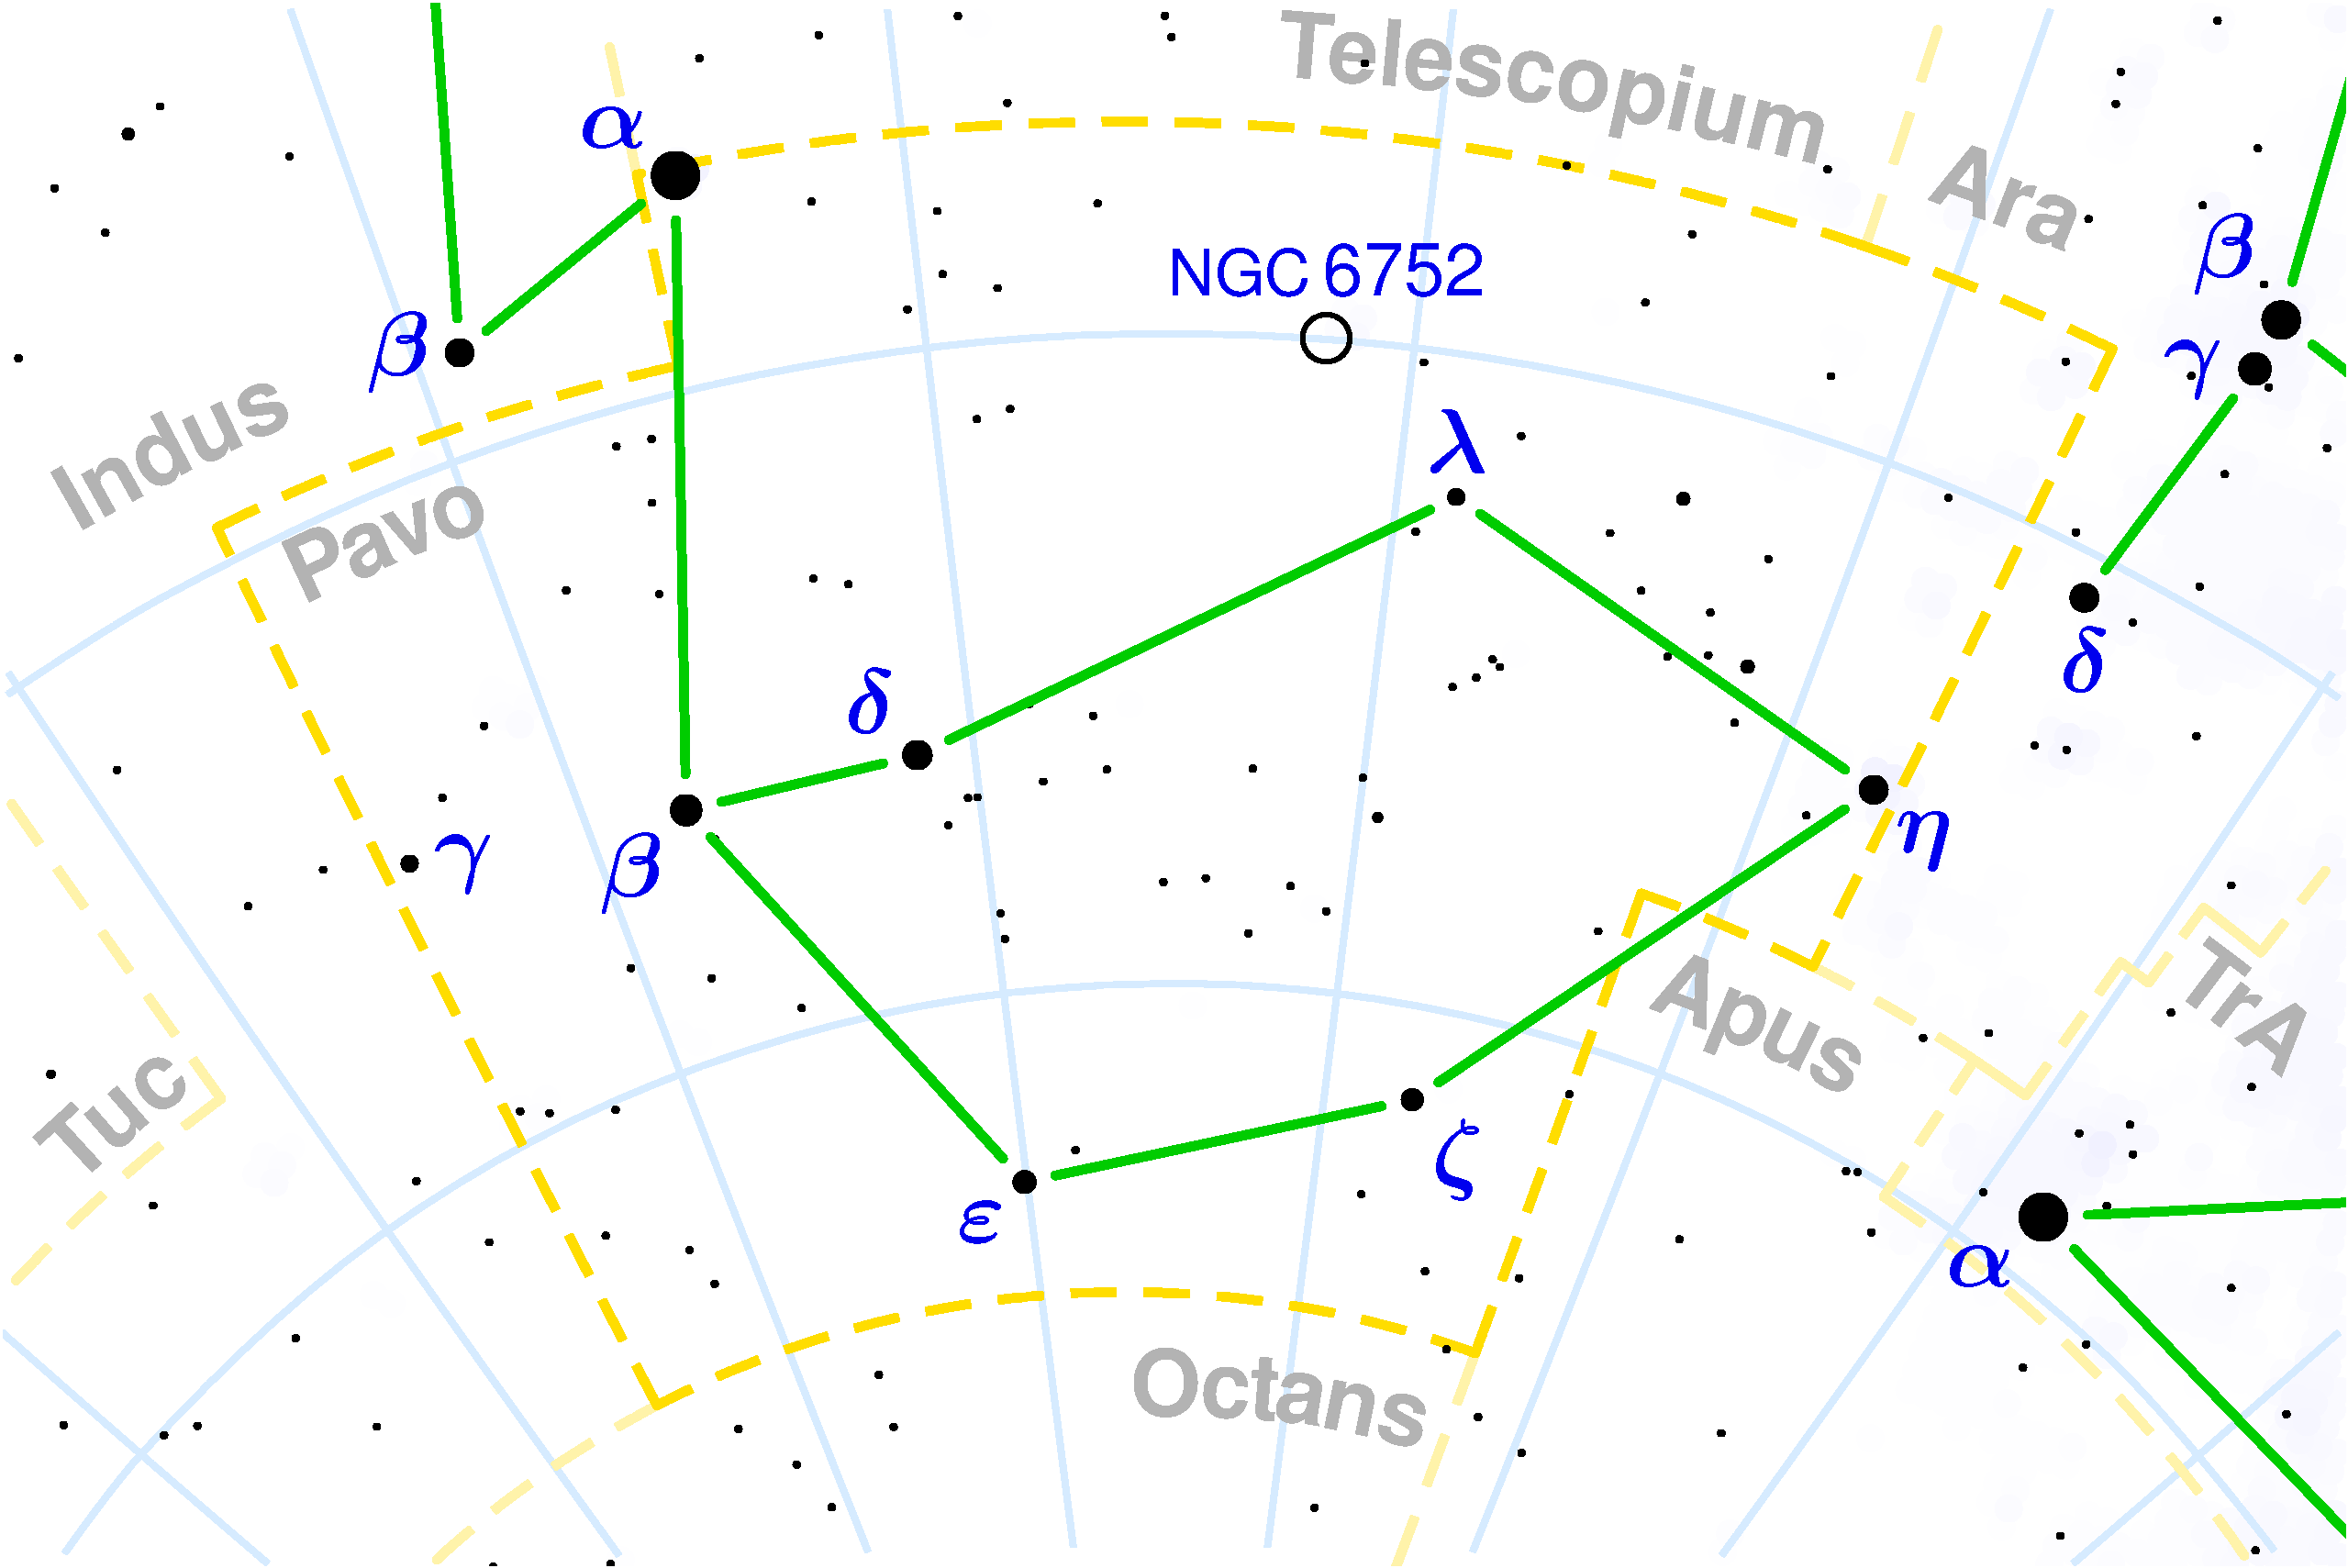 Telescopium
α
Ara
β
NGC 6752
β
γ
Indus
λ
Pavo
δ
δ
γ
β
η
Apus
TrA
Tuc
ζ
ε
α
Octans